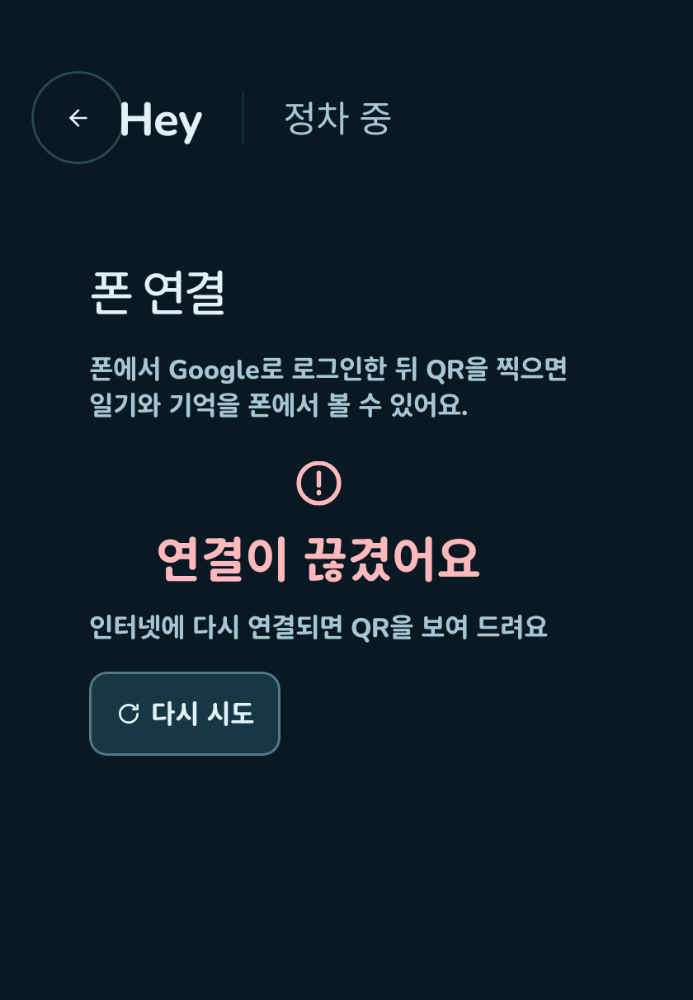 Hey
정차 중
폰 연결
폰에서 Google로 로그인한 뒤 QR을 찍으면
일기와 기억을 폰에서 볼 수 있어요.
연결이 끊겼어요
인터넷에 다시 연결되면 QR을 보여 드려요
다시 시도